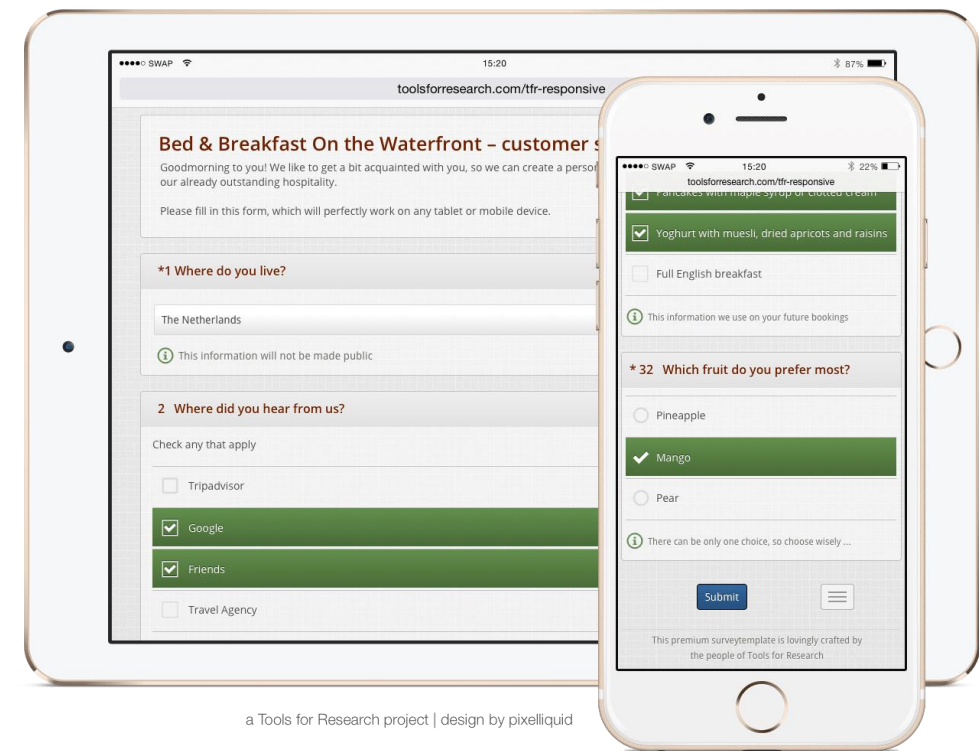 SWAP 15:20 87%
toolsforresearch.com/tfr-responsive
Bed & Breakfast On the Waterfront – customer
Goodmorning to you! We like to get a bit acquainted with you, so we can create a
our already outstanding hospitality.
Please fill in this form, which will perfectly work on any tablet or mobile device.
*1 Where do you live?
The Netherlands
This information will not be made public
2 Where did you hear from us?
Check any that apply
Tripadvisor
Google
Friends
Travel Agency
SWAP 15:20 22%
toolsforresearch.com/tfr-responsive
Pancakes with maple syrup or clotted cream
Yoghurt with muesli, dried apricots and raisins
Full English breakfast
This information we use on your future bookings
* 32 Which fruit do you prefer most?
Pineapple
Mango
Pear
There can be only one choice, so choose wisely ...
Submit
This premium surveytemplate is lovingly crafted by
the people of Tools for Research
a Tools for Research project | design by pixelliquid